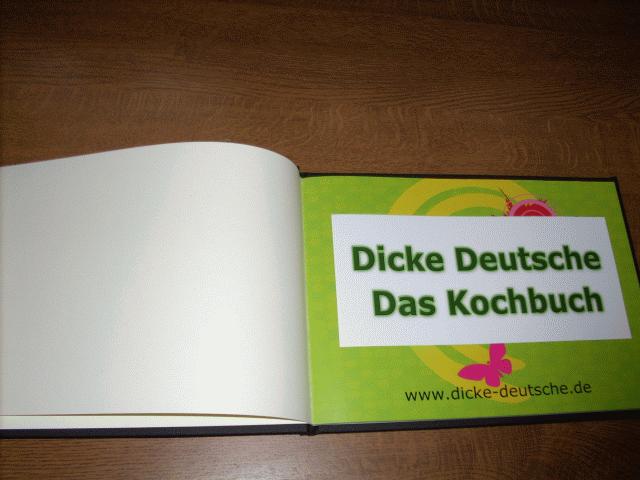 Dicke Deutsche
Das Kochbuch
www.dicke-deutsche.de